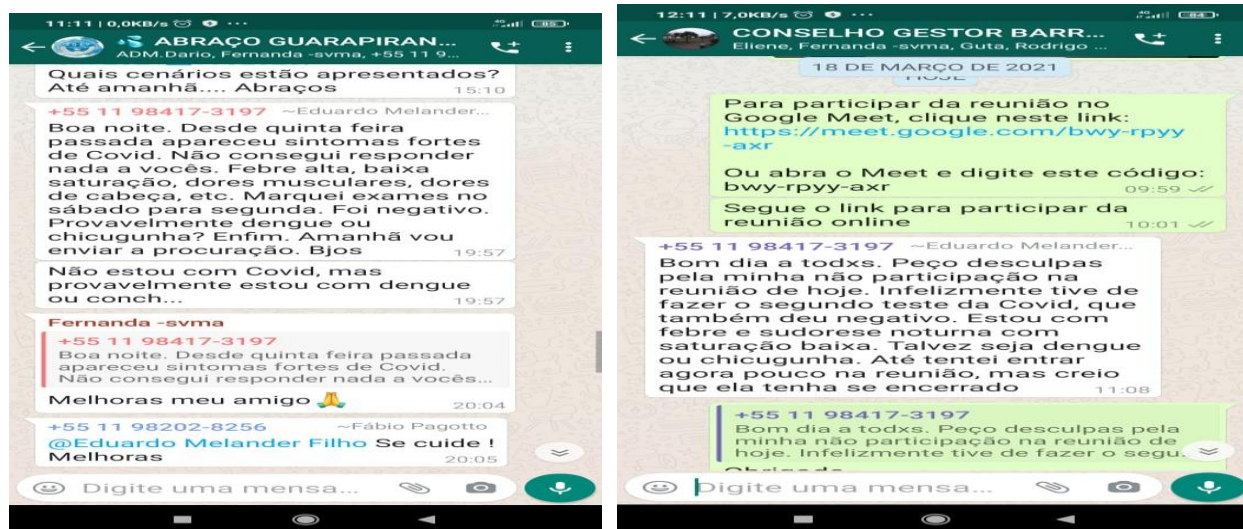 11:11 | 0,0KB/s ...
4G 85
ABRAÇO GUARAPIRAN...
ADM.Dario, Fernanda -svma, +55 11 9...
Quais cenários estão apresentados?
Até amanhã.... Abraços 15:10
+55 11 98417-3197 ~Eduardo Melander...
Boa noite. Desde quinta feira
passada apareceu sintomas fortes
de Covid. Não consegui responder
nada a vocês. Febre alta, baixa
saturação, dores musculares, dores
de cabeça, etc. Marquei exames no
sábado para segunda. Foi negativo.
Provavelmente dengue ou
chicugunha? Enfim. Amanhã vou
enviar a procuração. Bjos 19:57
Não estou com Covid, mas
provavelmente estou com dengue
ou conch... 19:57
Fernanda -svma
+55 11 98417-3197
Boa noite. Desde quinta feira passada
apareceu sintomas fortes de Covid.
Não consegui responder nada a vocês...
Melhoras meu amigo 🙏 20:04
+55 11 98202-8256 ~Fábio Pagotto
@Eduardo Melander Filho Se cuide !
Melhoras 20:05
Digite uma mensa...
12:11 | 7,0KB/s ...
4G 84
CONSELHO GESTOR BARR...
Eliene, Fernanda -svma, Guta, Rodrigo ...
18 DE MARÇO DE 2021
HOJE
Para participar da reunião no
Google Meet, clique neste link:
https://meet.google.com/bwy-rpyy
-axr
Ou abra o Meet e digite este código:
bwy-rpyy-axr 09:59
Segue o link para participar da
reunião online 10:01
+55 11 98417-3197 ~Eduardo Melander...
Bom dia a todxs. Peço desculpas
pela minha não participação na
reunião de hoje. Infelizmente tive de
fazer o segundo teste da Covid, que
também deu negativo. Estou com
febre e sudorese noturna com
saturação baixa. Talvez seja dengue
ou chicugunha. Até tentei entrar
agora pouco na reunião, mas creio
que ela tenha se encerrado 11:08
+55 11 98417-3197
Bom dia a todxs. Peço desculpas pela
minha não participação na reunião de
hoje. Infelizmente tive de fazer o segu...
Digite uma mensa...